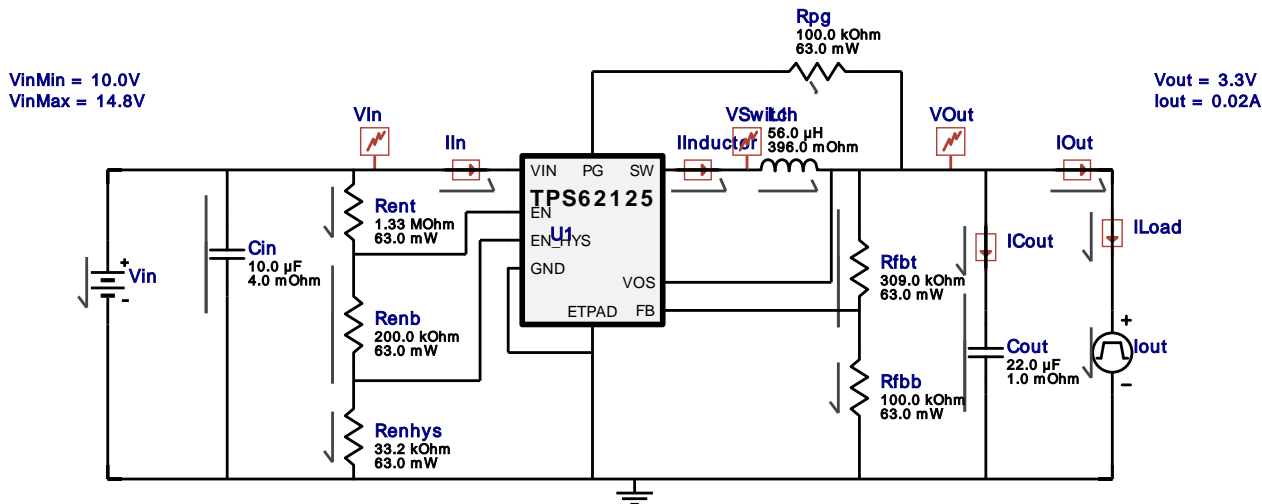 Rpg
100.0 kOhm
63.0 mW
VinMin = 10.0V
VinMax = 14.8V
Vout = 3.3V
Iout = 0.02A
VIn
IIn
IInductor
VSwitch
L1
56.0 µH
396.0 mOhm
VOut
IOut
VIN
PG
SW
TPS62125
EN
U1
EN_HYS
GND
VOS
ETPAD
FB
Rent
1.33 MOhm
63.0 mW
Cin
10.0 µF
4.0 mOhm
Vin
+
-
Renb
200.0 kOhm
63.0 mW
Renhys
33.2 kOhm
63.0 mW
Rfbt
309.0 kOhm
63.0 mW
Rfbb
100.0 kOhm
63.0 mW
ICout
ILoad
Cout
22.0 µF
1.0 mOhm
+
Iout
-